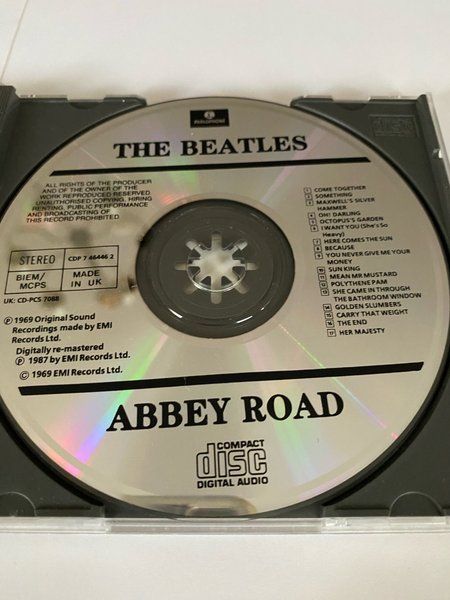 PARLOPHONE
THE BEATLES
ALL RIGHTS OF THE PRODUCER
AND OF THE OWNER OF THE
WORK REPRODUCED RESERVED.
UNAUTHORISED COPYING, HIRING
RENTING, PUBLIC PERFORMANCE
AND BROADCASTING OF
THIS RECORD PROHIBITED
STEREO
CDP 7 46446 2
BIEM/
MCPS
MADE
IN UK
UK: CD-PCS 7088
℗ 1969 Original Sound
Recordings made by EMI
Records Ltd.
Digitally re-mastered
℗ 1987 by EMI Records Ltd.
© 1969 EMI Records Ltd.
1 COME TOGETHER
2 SOMETHING
3 MAXWELL'S SILVER
HAMMER
4 OH! DARLING
5 OCTOPUS'S GARDEN
6 I WANT YOU (She's So
Heavy)
7 HERE COMES THE SUN
8 BECAUSE
9 YOU NEVER GIVE ME YOUR
MONEY
10 SUN KING
11 MEAN MR MUSTARD
12 POLYTHENE PAM
13 SHE CAME IN THROUGH
THE BATHROOM WINDOW
14 GOLDEN SLUMBERS
15 CARRY THAT WEIGHT
16 THE END
17 HER MAJESTY
ABBEY ROAD
COMPACT
disc
DIGITAL AUDIO